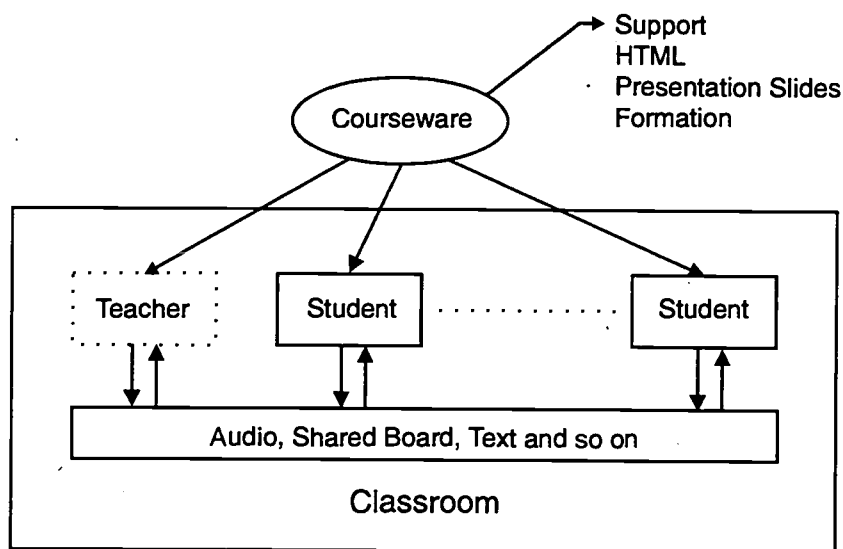 Support
HTML
Presentation Slides
Formation
Courseware
Teacher
Student
Student
Audio, Shared Board, Text and so on
Classroom